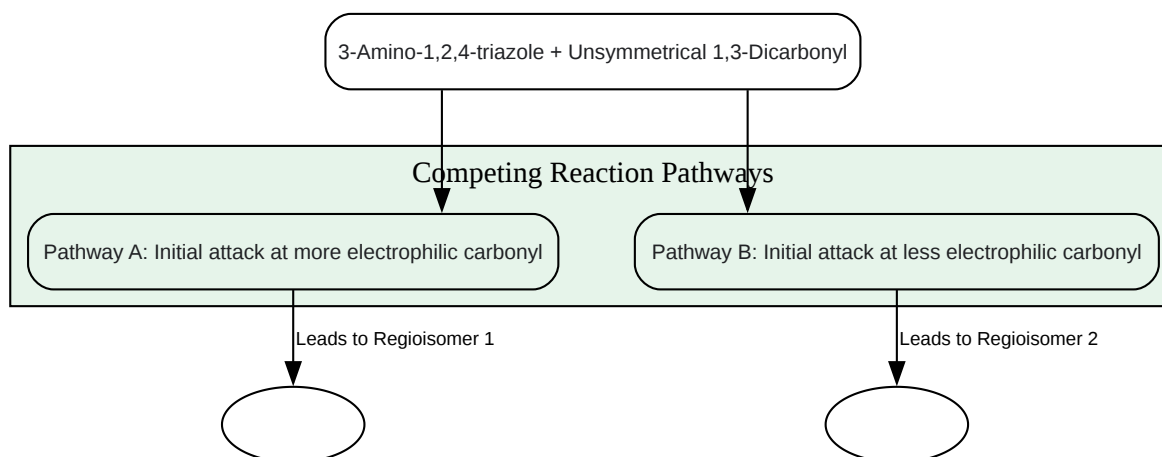 3-Amino-1,2,4-triazole + Unsymmetrical 1,3-Dicarbonyl
Competing Reaction Pathways
Pathway A: Initial attack at more electrophilic carbonyl
Pathway B: Initial attack at less electrophilic carbonyl
Leads to Regioisomer 1
Leads to Regioisomer 2